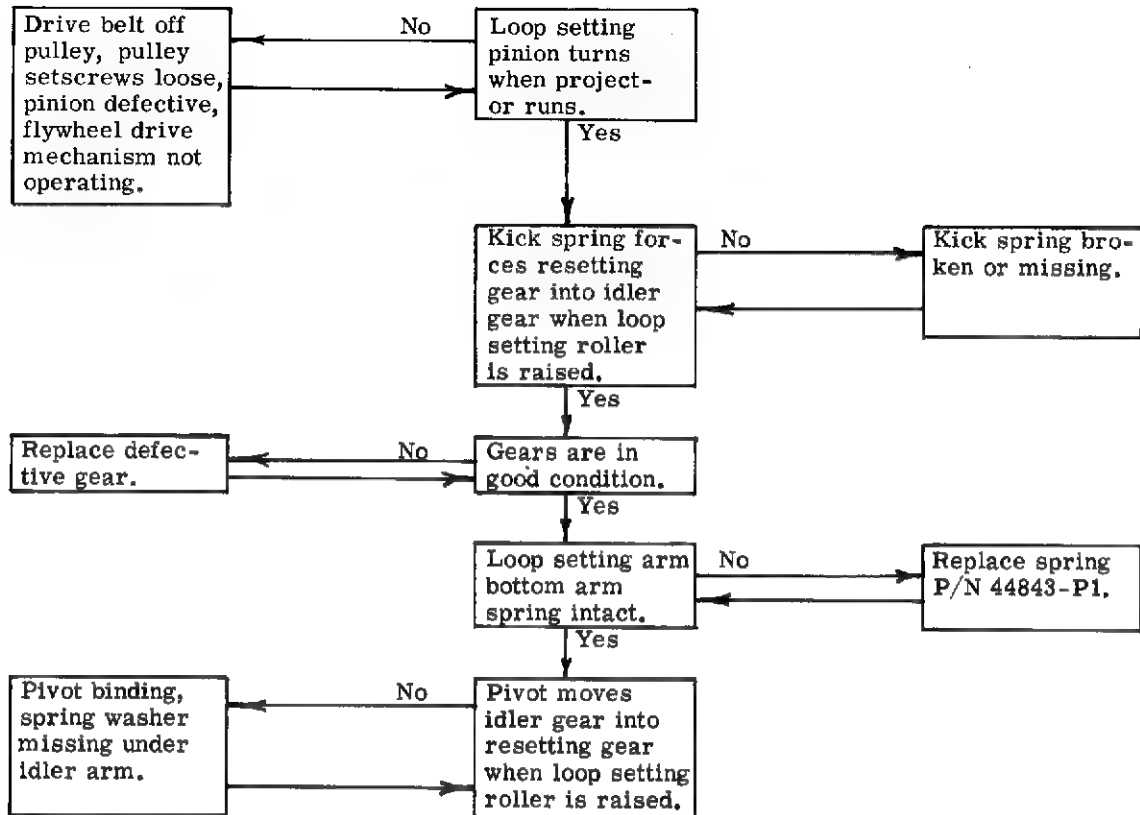 Drive belt off
pulley, pulley
setscrews loose,
pinion defective,
flywheel drive
mechanism not
operating.
No
Loop setting
pinion turns
when project-
or runs.
Yes
Kick spring for-
ces resetting
gear into idler
gear when loop
setting roller
is raised.
No
Kick spring bro-
ken or missing.
Yes
Replace defec-
tive gear.
No
Gears are in
good condition.
Yes
Loop setting arm
bottom arm
spring intact.
No
Replace spring
P/N 44843-P1.
Yes
Pivot binding,
spring washer
missing under
idler arm.
No
Pivot moves
idler gear into
resetting gear
when loop setting
roller is raised.